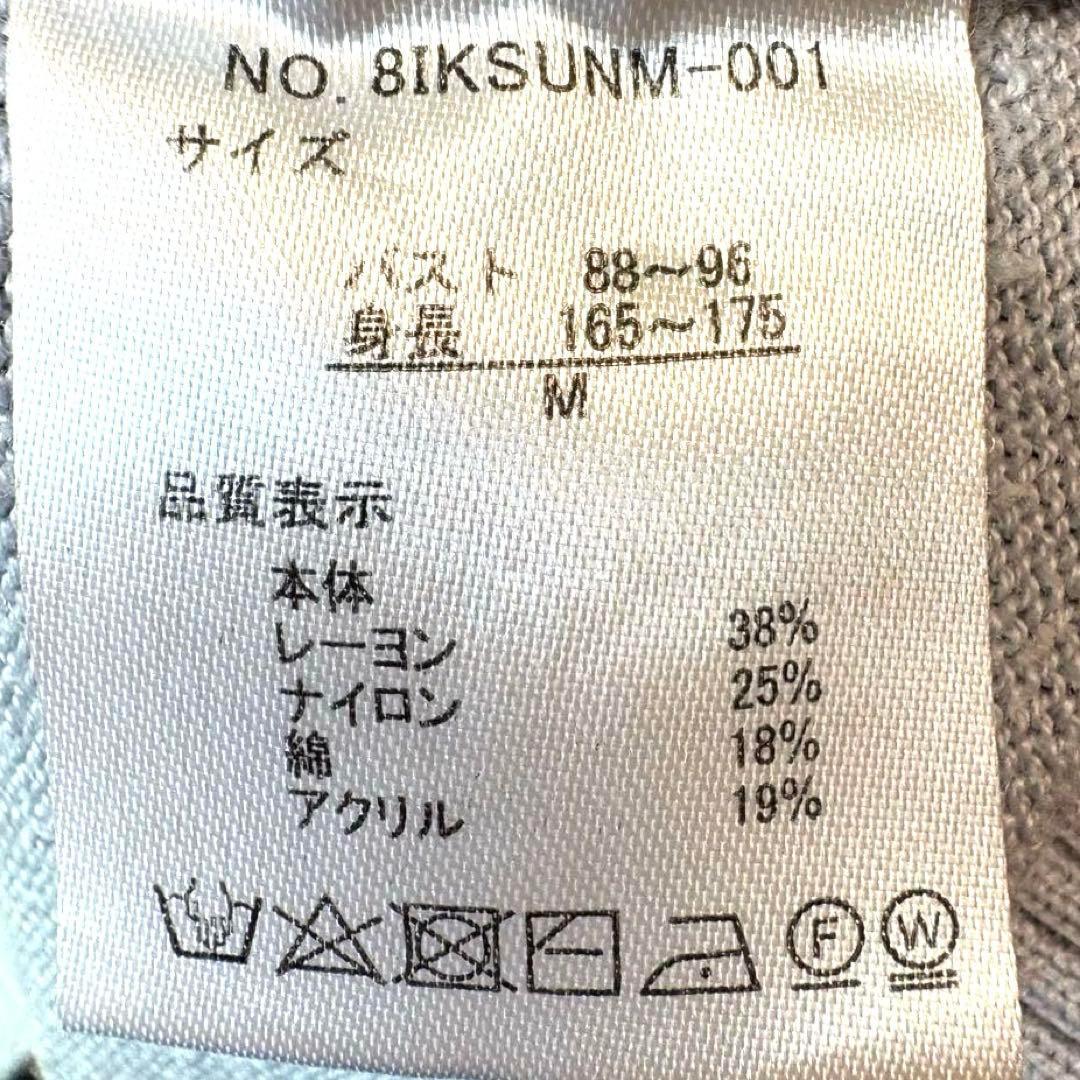 NO. 8IKSUNM-001
サイズ
バスト 88～96
身長 165～175
M
品質表示
本体
レーヨン 38%
ナイロン 25%
綿 18%
アクリル 19%
F W